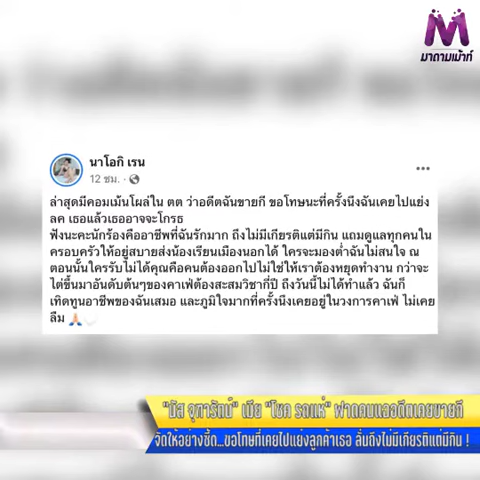 มาดามเม้าท์
นาโอกิ เรน
12 ชม.
ล่าสุดมีคอมเม้นโผล่ใน ตต ว่าอดีตฉันขายกี ขอโทษนะที่ครั้งนึงฉันเคยไปแย่ง
ลค เธอแล้วเธออาจจะโกรธ
ฟังนะคะนักร้องคืออาชีพที่ฉันรักมาก ถึงไม่มีเกียรติแต่มีกิน แถมดูแลทุกคนใน
ครอบครัวให้อยู่สบายส่งน้องเรียนเมืองนอกได้ ใครจะมองต่ำฉันไม่สนใจ ณ
ตอนนั้นใครรับไม่ได้คุณคือคนต้องออกไปไม่ใช่ให้เราต้องหยุดทำงาน กว่าจะ
ไต่ขึ้นมาอันดับต้นๆของคาเฟ่ต้องสะสมวิชากี่ปี ถึงวันนี้ไม่ได้ทำแล้ว ฉันก็
เทิดทูนอาชีพของฉันเสมอ และภูมิใจมากที่ครั้งนึงเคยอยู่ในวงการคาเฟ่ ไม่เคย
ลืม 🙏🏻
"นัส จุฑารัตน์" เมีย "โชค รถแห่" ฟาดคนแฉอดีตเคยขายกี
จัดให้อย่างซี้ด...ขอโทษที่เคยไปแย่งลูกค้าเธอ ลั่นถึงไม่มีเกียรติแต่มีกิน !